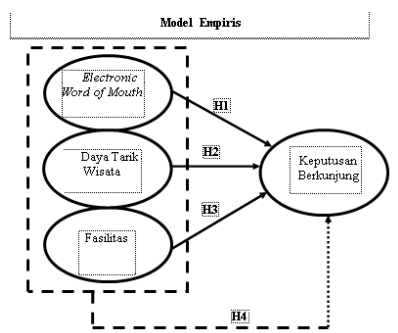 Model Empiris
Electronic
Word of Mouth
H1
Daya Tarik
Wisata
H2
Keputusan
Berkunjung
H3
Fasilitas
H4